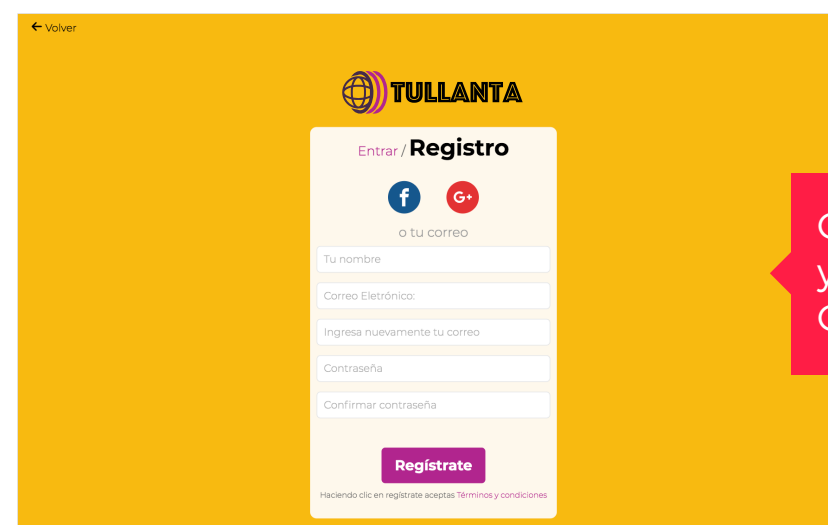 Volver
TULLANTA
Entrar / Registro
f G+
o tu correo
Tu nombre
Correo Eletrónico:
Ingresa nuevamente tu correo
Contraseña
Confirmar contraseña
Regístrate
Haciendo clic en regístrate aceptas Términos y condiciones